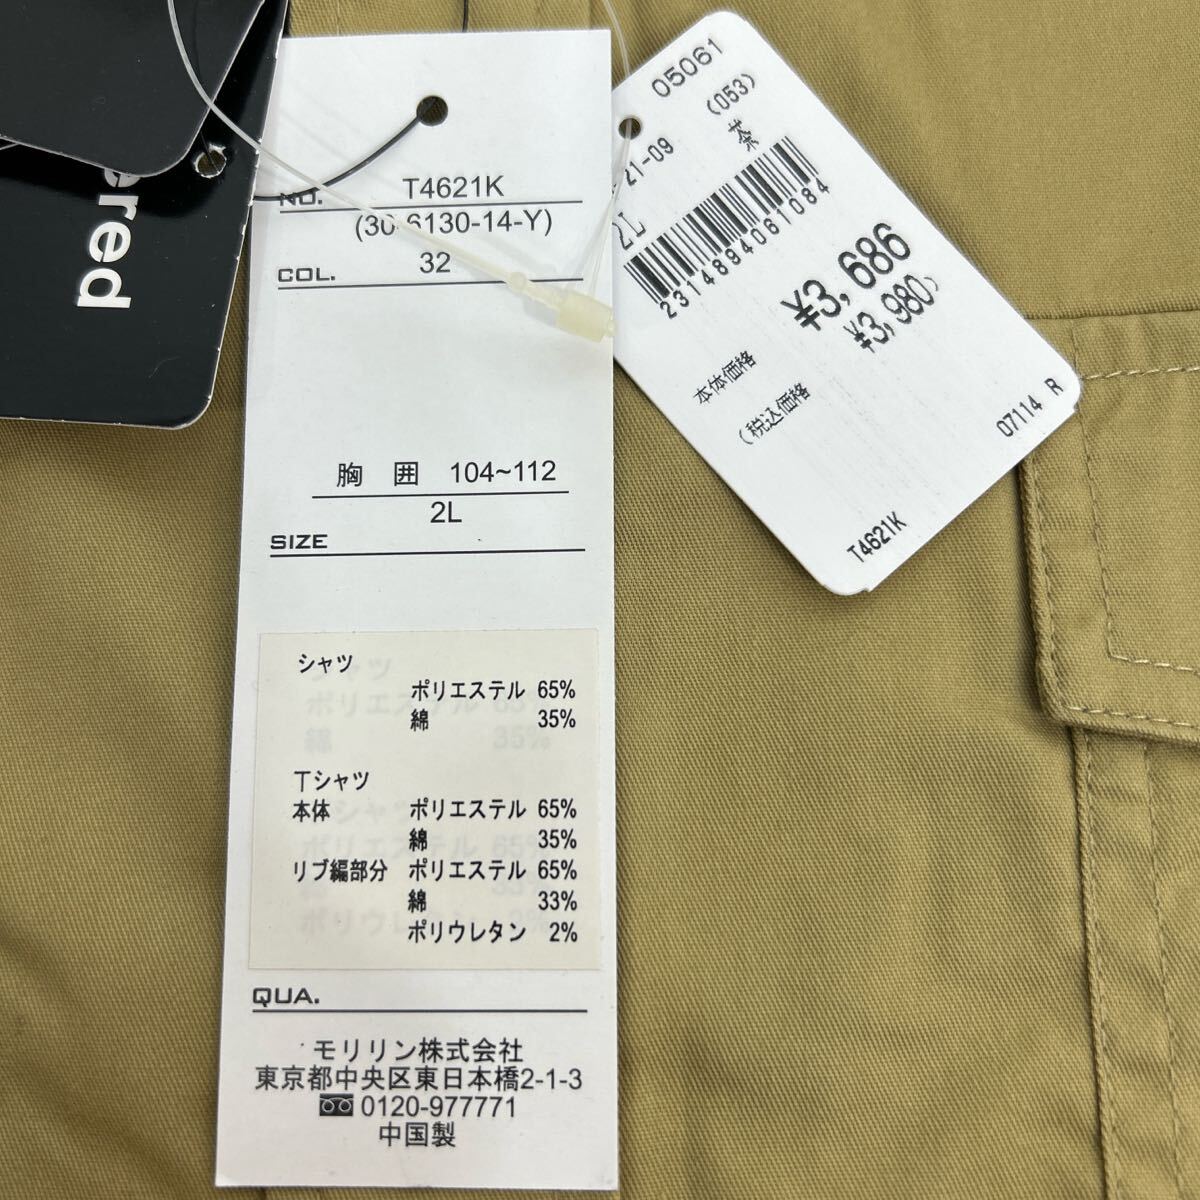 ered
NO.
T4621K
(30-6130-14-Y)
COL.
32
胸 囲 104~112
2L
SIZE
シャツ
ポリエステル 65%
綿 35%
Tシャツ
本体 ポリエステル 65%
綿 35%
リブ編部分 ポリエステル 65%
綿 33%
ポリウレタン 2%
QUA.
モリリン株式会社
東京都中央区東日本橋2-1-3
0120-977771
中国製
05061
21-09 (053)
2L 茶
2314894061084
本体価格 ¥3,686
(税込価格 ¥3,980)
07114 R
T4621K